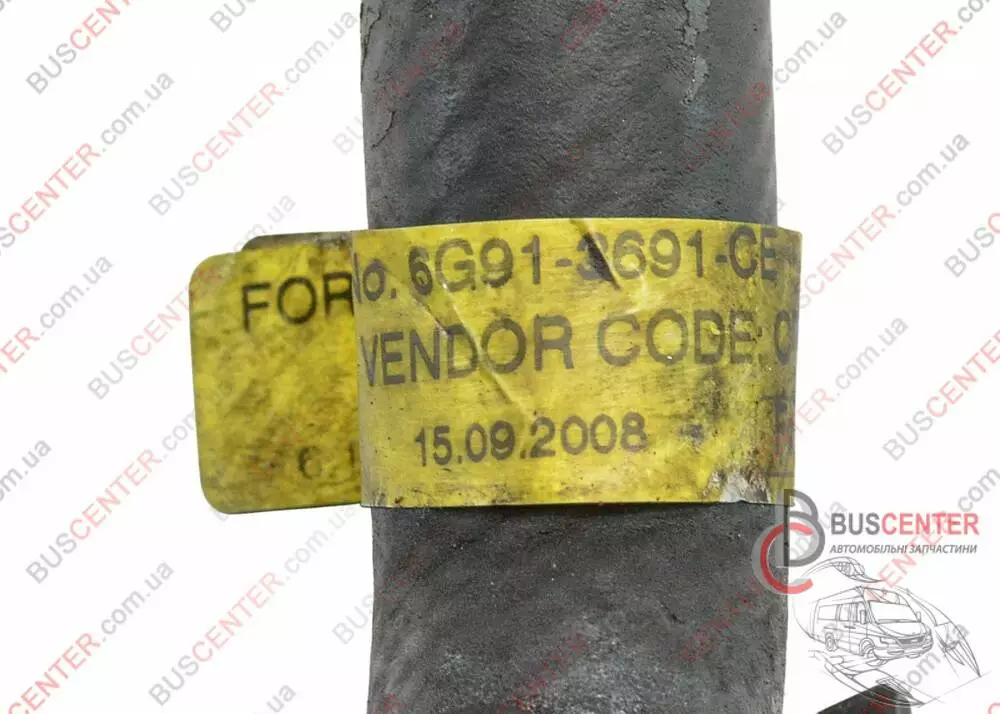 No. 6G91-3691-CE
FOR
VENDOR CODE:
15.09.2008
BUSCENTER
АВТОМОБІЛЬНІ ЗАПЧАСТИНИ
BUSCENTER.com.ua